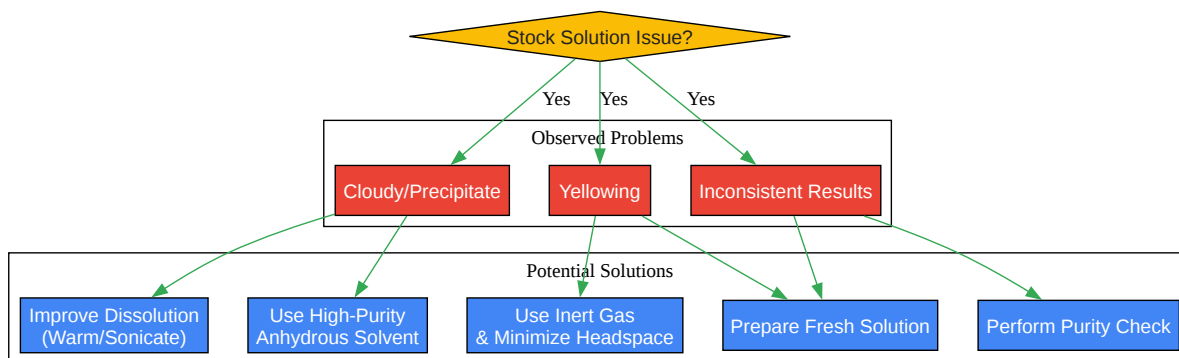 Stock Solution Issue?
Yes
Yes
Yes
Observed Problems
Cloudy/Precipitate
Yellowing
Inconsistent Results
Potential Solutions
Improve Dissolution
(Warm/Sonicate)
Use High-Purity
Anhydrous Solvent
Use Inert Gas
& Minimize Headspace
Prepare Fresh Solution
Perform Purity Check